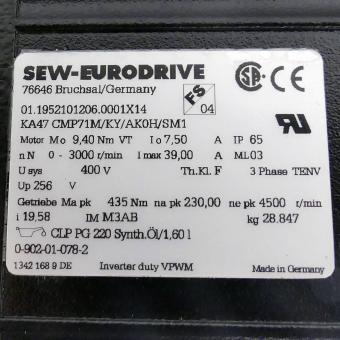 SEW-EURODRIVE
76646 Bruchsal/Germany
01.1952101206.0001X14 FS 04
KA47 CMP71M/KY/AK0H/SM1
Motor Mo 9,40 Nm VT Io 7,50 A IP 65
n N 0 - 3000 r/min I max 39,00 A ML03
U sys 400 V Th.Kl. F 3 Phase TENV
Up 256 V
Getriebe Ma pk 435 Nm na pk 230,00 ne pk 4500 r/min
i 19,58 IM M3AB kg 28.847
CLP PG 220 Synth.Öl/1,60 l
0-902-01-078-2
1342 168 9 DE Inverter duty VPWM Made in Germany